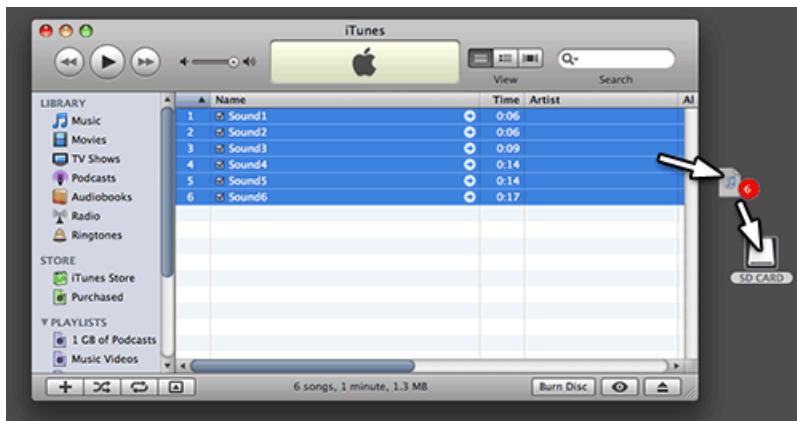 iTunes
View
Search
LIBRARY
Music
Movies
TV Shows
Podcasts
Audiobooks
Radio
Ringtones
STORE
iTunes Store
Purchased
PLAYLISTS
1 GB of Podcasts
Music Videos
Name Time Artist Al
1 Sound1 0:06
2 Sound2 0:06
3 Sound3 0:09
4 Sound4 0:14
5 Sound5 0:14
6 Sound6 0:17
6 songs, 1 minute, 1.3 MB
Burn Disc
6
SD CARD